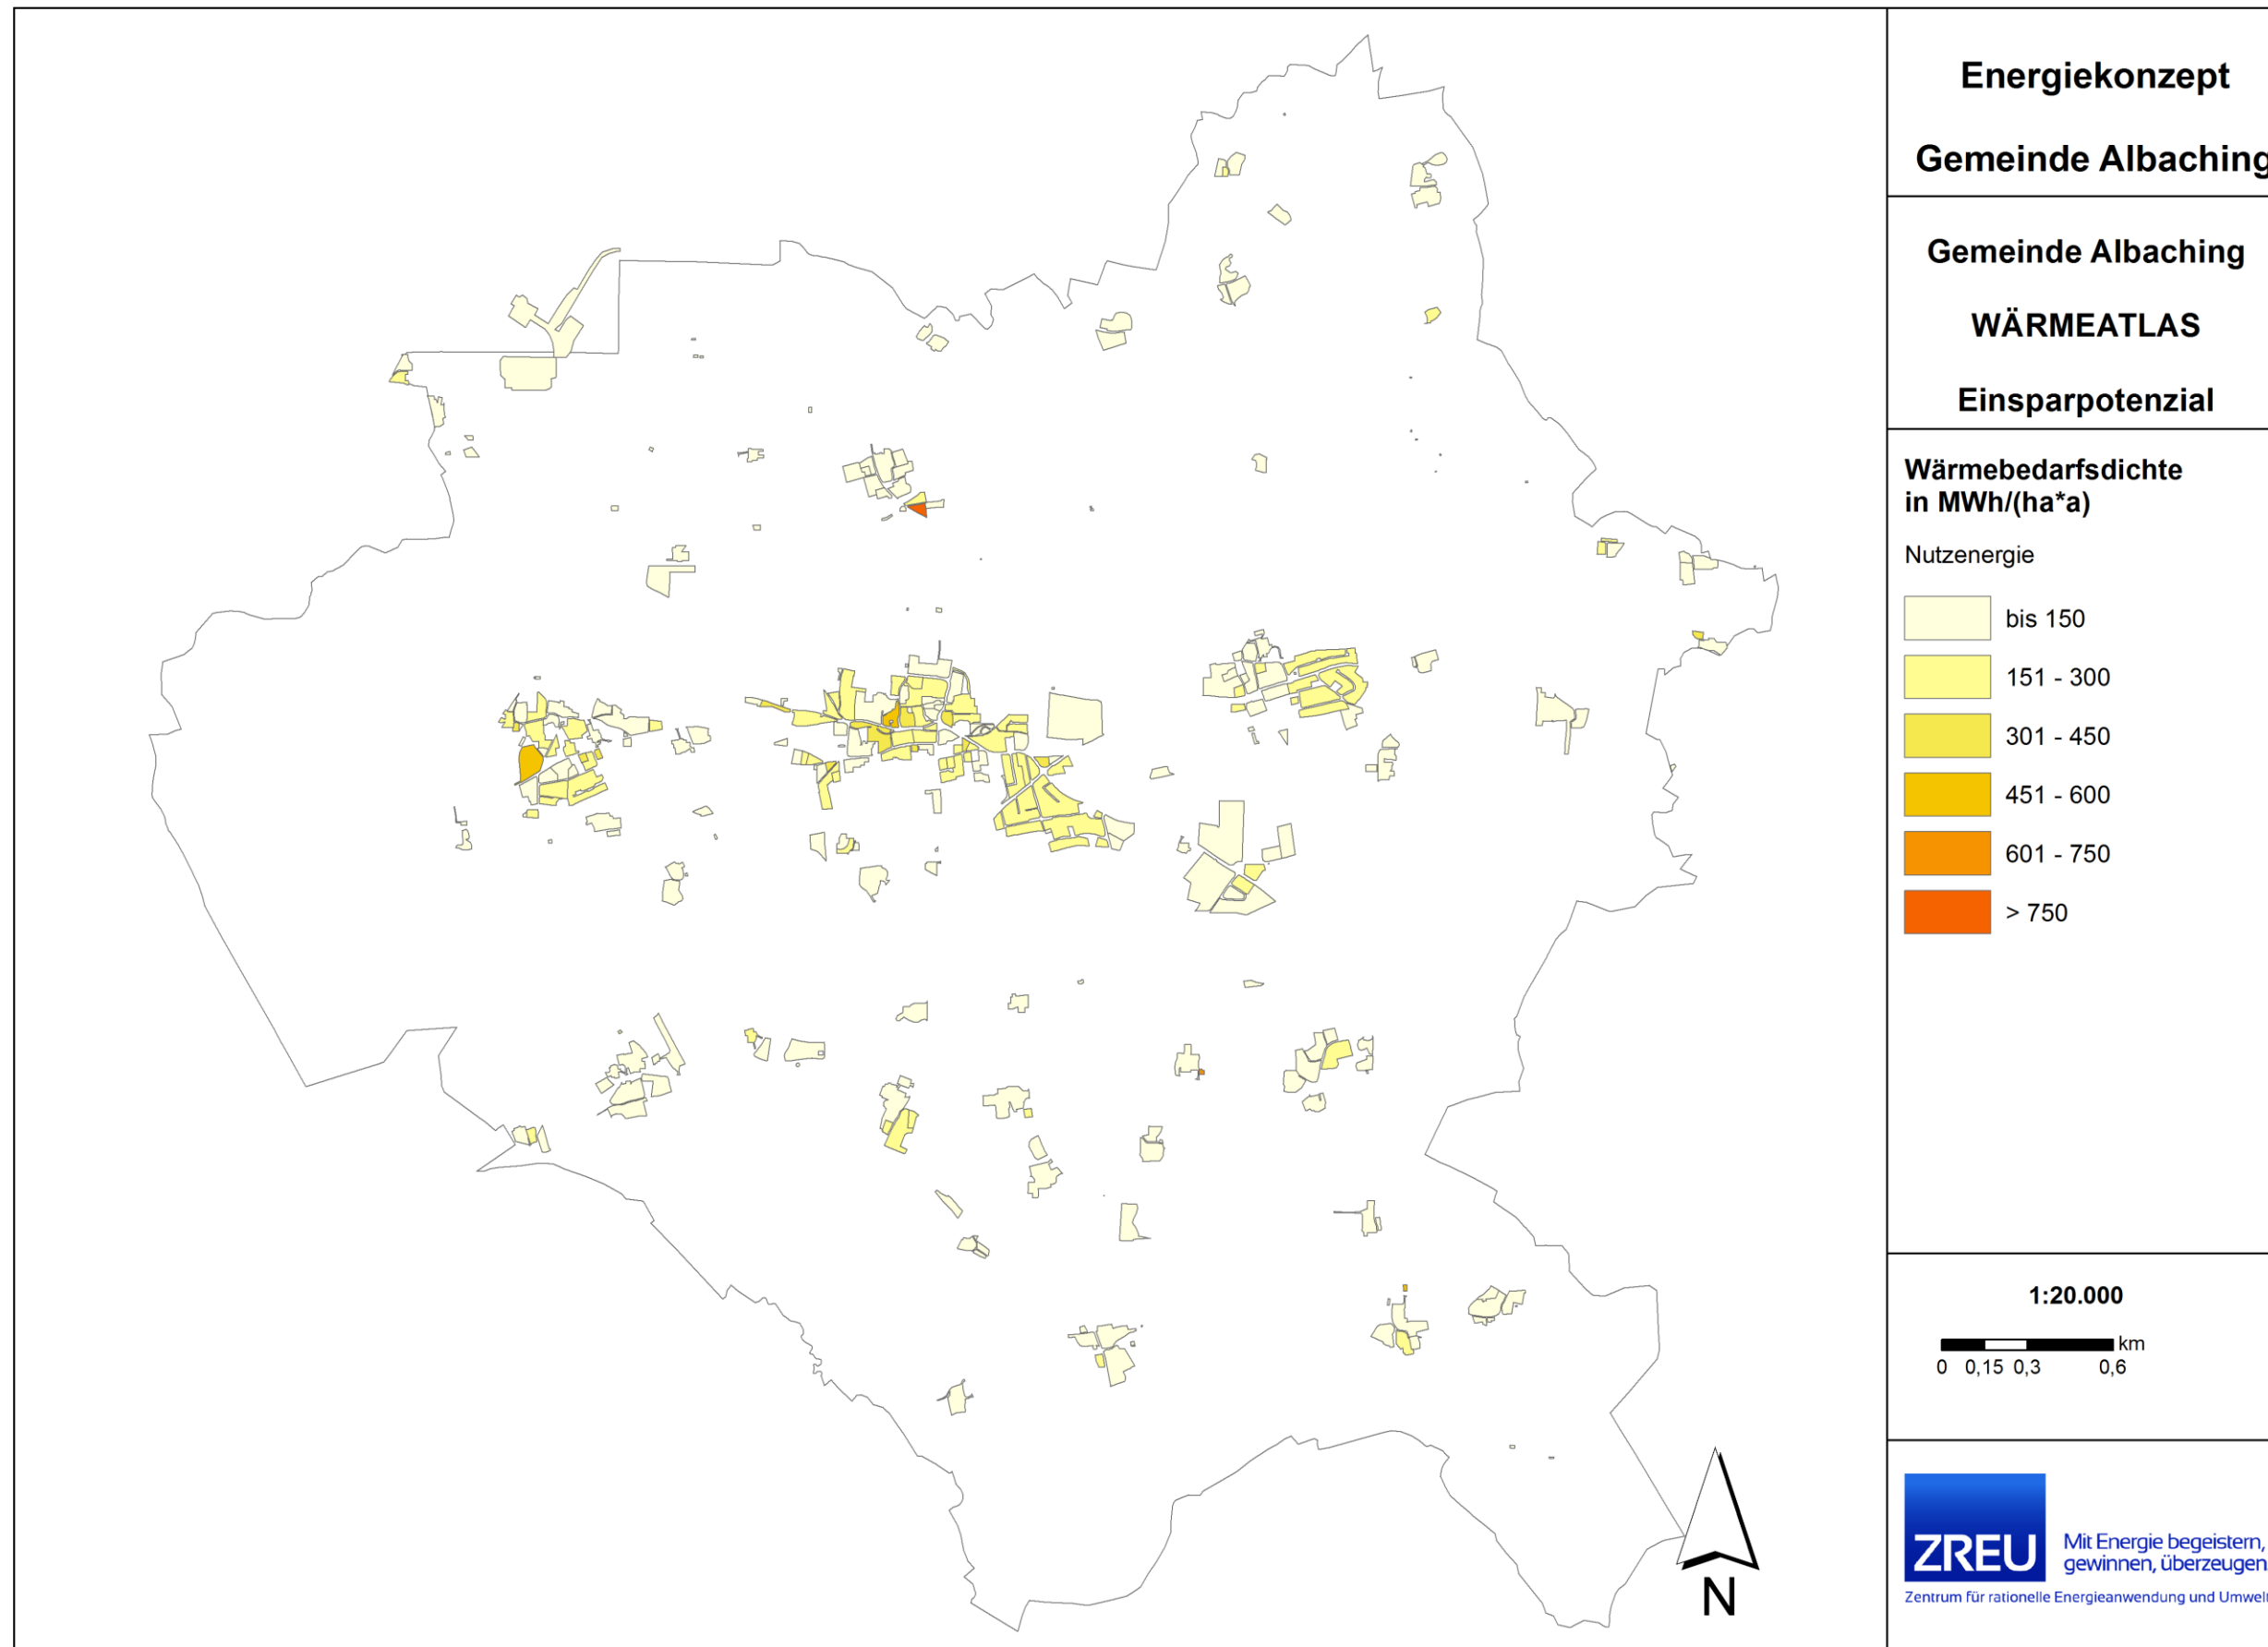 Energiekonzept
Gemeinde Albaching
Gemeinde Albaching
WÄRMEATLAS
Einsparpotenzial
Wärmebedarfsdichte
in MWh/(ha*a)
Nutzenergie
bis 150
151 - 300
301 - 450
451 - 600
601 - 750
> 750
1:20.000
km
0 0,15 0,3 0,6
N
ZREU
Mit Energie begeistern,
gewinnen, überzeugen
Zentrum für rationelle Energieanwendung und Umwelt